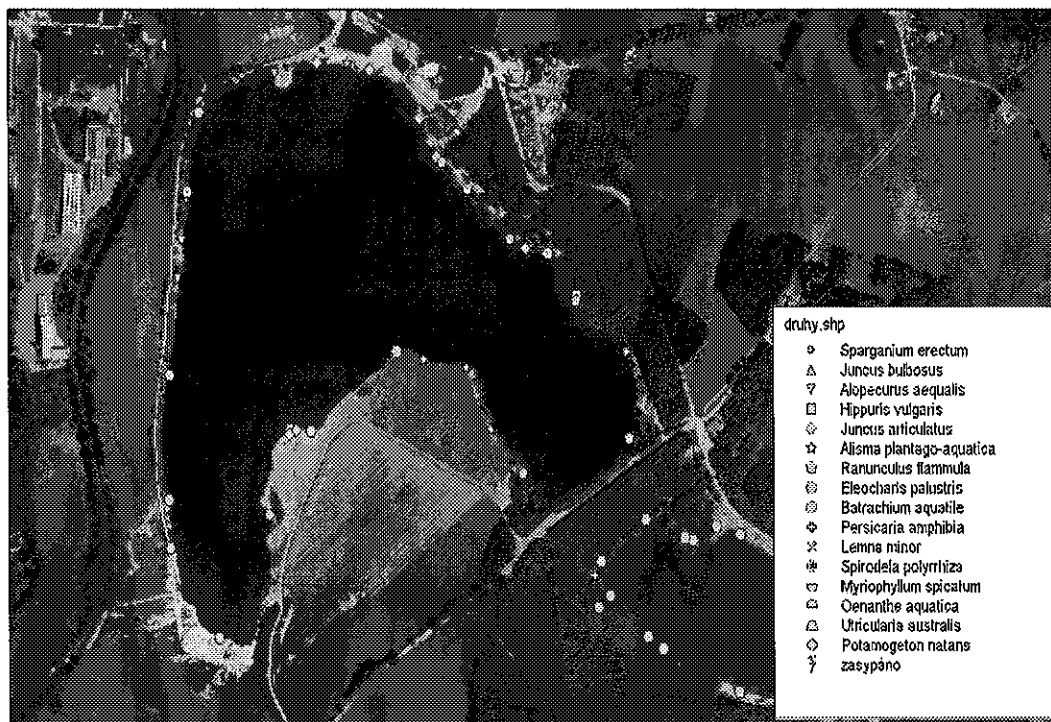 druhy.shp
Sparganium erectum
Juncus bulbosus
Alopecurus aequalis
Hippuris vulgaris
Juncus articulatus
Alisma plantago-aquatica
Ranunculus flammula
Eleocharis palustris
Batrachium aquatile
Persicaria amphibia
Lemna minor
Spirodela polyrrhiza
Myriophyllum spicatum
Oenanthe aquatica
Utricularia australis
Potamogeton natans
zasypáno